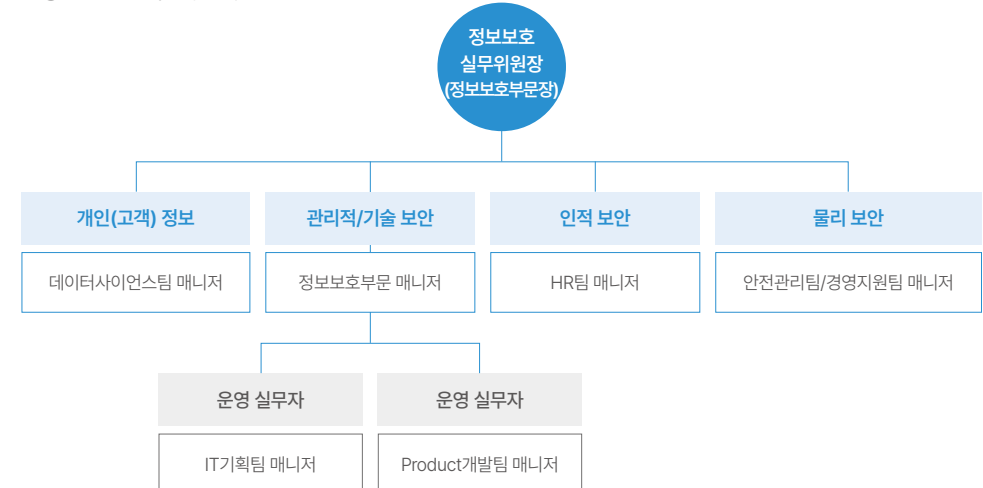 정보보호
실무위원장
(정보보호부문장)
개인(고객) 정보
관리적/기술 보안
인적 보안
물리 보안
데이터사이언스팀 매니저
정보보호부문 매니저
HR팀 매니저
안전관리팀/경영지원팀 매니저
운영 실무자
운영 실무자
IT기획팀 매니저
Product개발팀 매니저